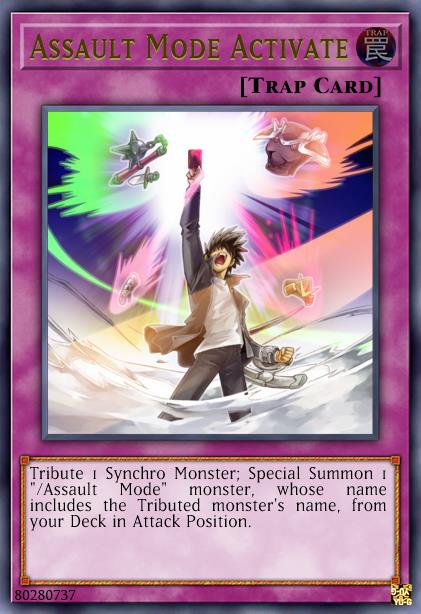 ASSAULT MODE ACTIVATE
TRAP
罠
[TRAP CARD]
Tribute 1 Synchro Monster; Special Summon 1
"/Assault Mode" monster, whose name
includes the Tributed monster's name, from
your Deck in Attack Position.
80280737